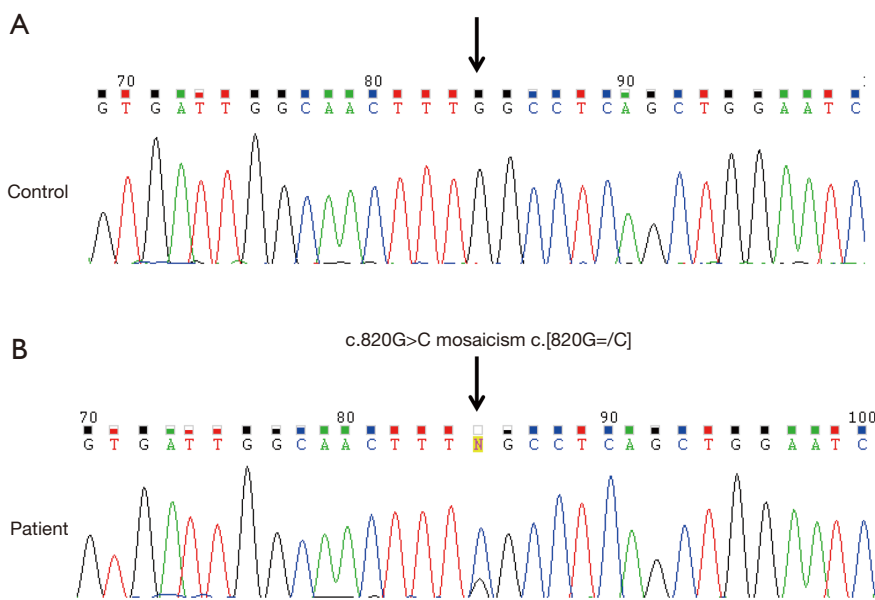 A
70 80 90
G T G A T T G G C A A C T T T G G C C T C A G C T G G A A T C
Control
B
c.820G>C mosaicism c.[820G=/C]
70 80 90 100
G T G A T T G G C A A C T T T N G C C T C A G C T G G A A T C
Patient